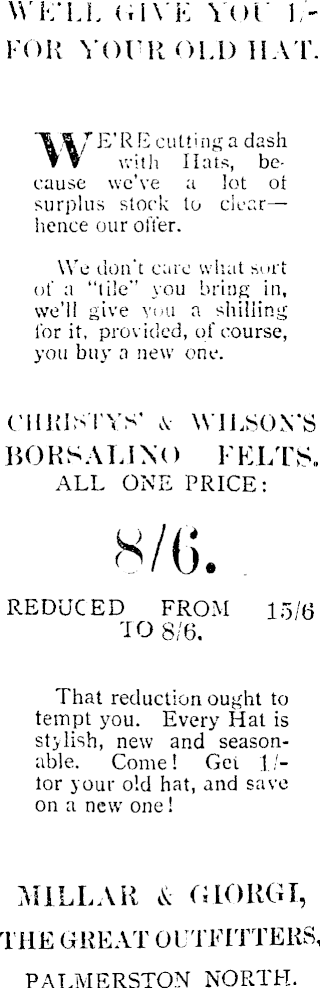 WE'LL GIVE YOU 1/-
FOR YOUR OLD HAT.
WE'RE cutting a dash
with Hats, be-
cause we've a lot of
surplus stock to clear—
hence our offer.
We don't care what sort
of a "tile" you bring in,
we'll give you a shilling
for it, provided, of course,
you buy a new one.
CHRISTYS' & WILSON'S
BORSALINO FELTS.
ALL ONE PRICE:
8/6.
REDUCED FROM 15/6
TO 8/6.
That reduction ought to
tempt you. Every Hat is
stylish, new and season-
able. Come! Get 1/-
for your old hat, and save
on a new one!
MILLAR & GIORGI,
THE GREAT OUTFITTERS,
PALMERSTON NORTH.